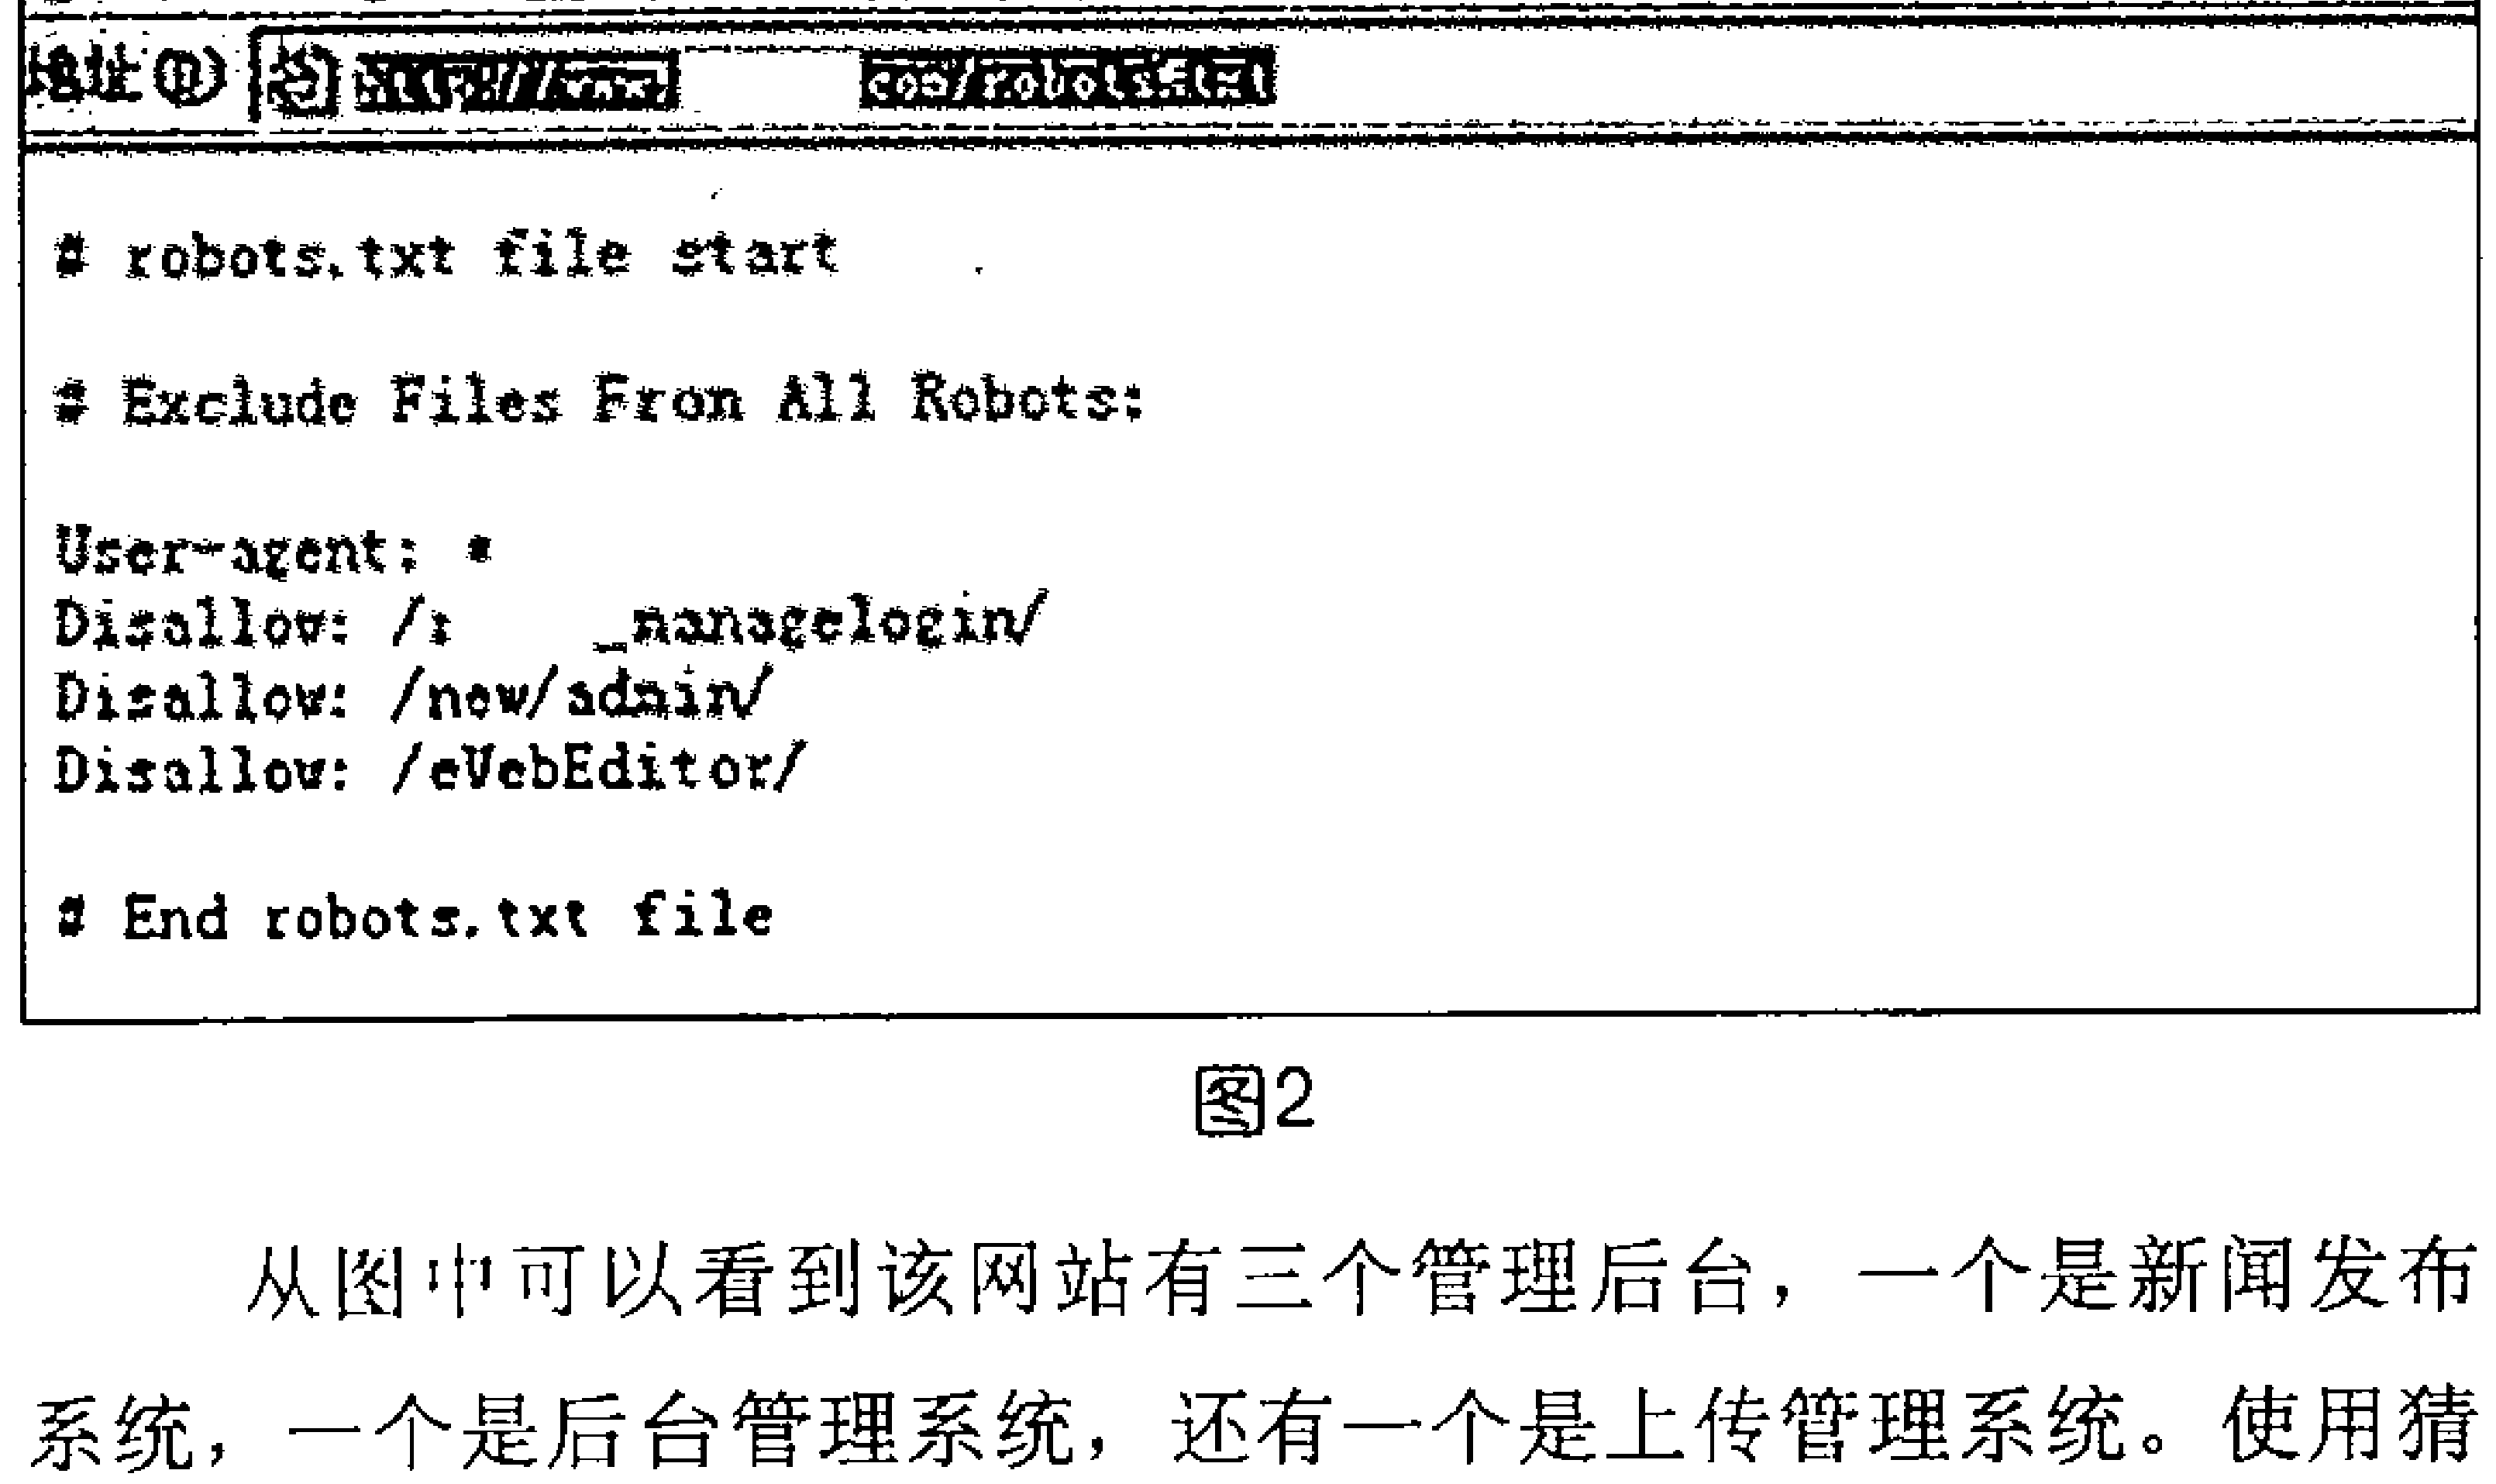 地址(D)
# robots.txt file start
# Exclude Files From All Robots:
User-agent: *
Disallow: / _managelogin/
Disallow: /new/admin/
Disallow: /eWebEditor/
# End robots.txt file
图2
从图中可以看到该网站有三个管理后台，一个是新闻发布
系统，一个是后台管理系统，还有一个是上传管理系统。使用猜